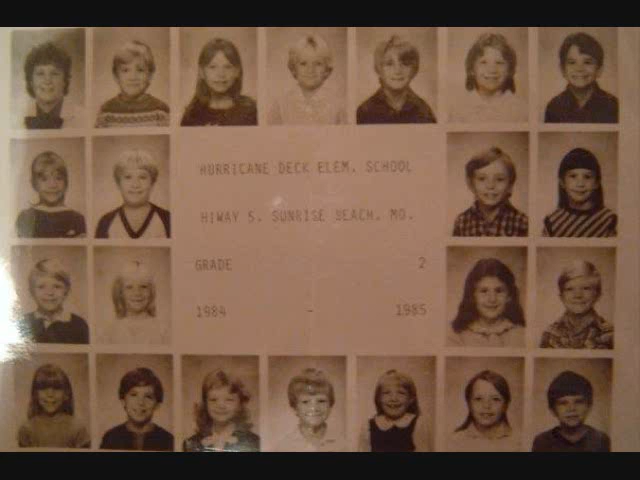 HURRICANE DECK ELEM. SCHOOL
HIWAY 5. SUNRISE BEACH, MO.
GRADE 2
1984 - 1985